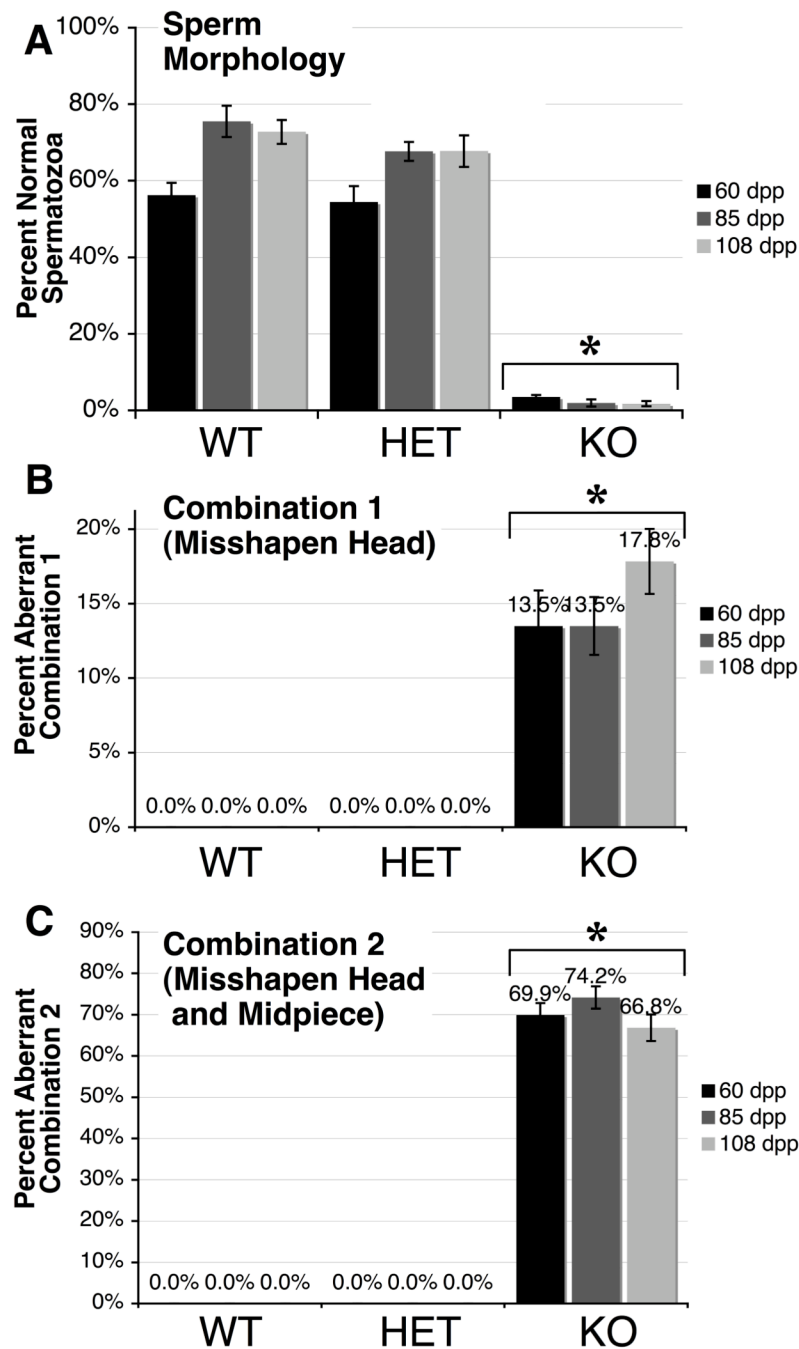 A
Sperm
Morphology
100%
80%
60%
40%
20%
0%
Percent Normal
Spermatozoa
*
WT HET KO
60 dpp
85 dpp
108 dpp
B
Combination 1
(Misshapen Head)
20%
15%
10%
5%
0%
Percent Aberrant
Combination 1
*
0.0% 0.0% 0.0% 0.0% 0.0% 0.0% 13.5% 13.5% 17.8%
WT HET KO
60 dpp
85 dpp
108 dpp
C
Combination 2
(Misshapen Head
and Midpiece)
90%
80%
70%
60%
50%
40%
30%
20%
10%
0%
Percent Aberrant
Combination 2
*
0.0% 0.0% 0.0% 0.0% 0.0% 0.0% 69.9% 74.2% 66.8%
WT HET KO
60 dpp
85 dpp
108 dpp